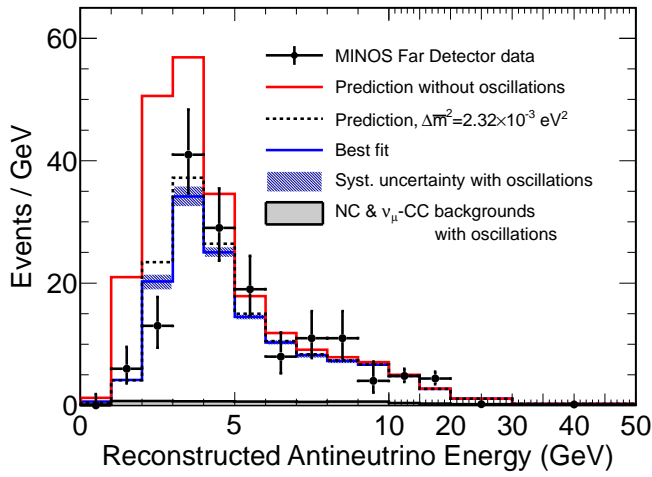 60
40
20
0
Events / GeV
MINOS Far Detector data
Prediction without oscillations
Prediction, Δm̅²=2.32×10⁻³ eV²
Best fit
Syst. uncertainty with oscillations
NC & νμ-CC backgrounds
with oscillations
0 5 10 20 30 40 50
Reconstructed Antineutrino Energy (GeV)